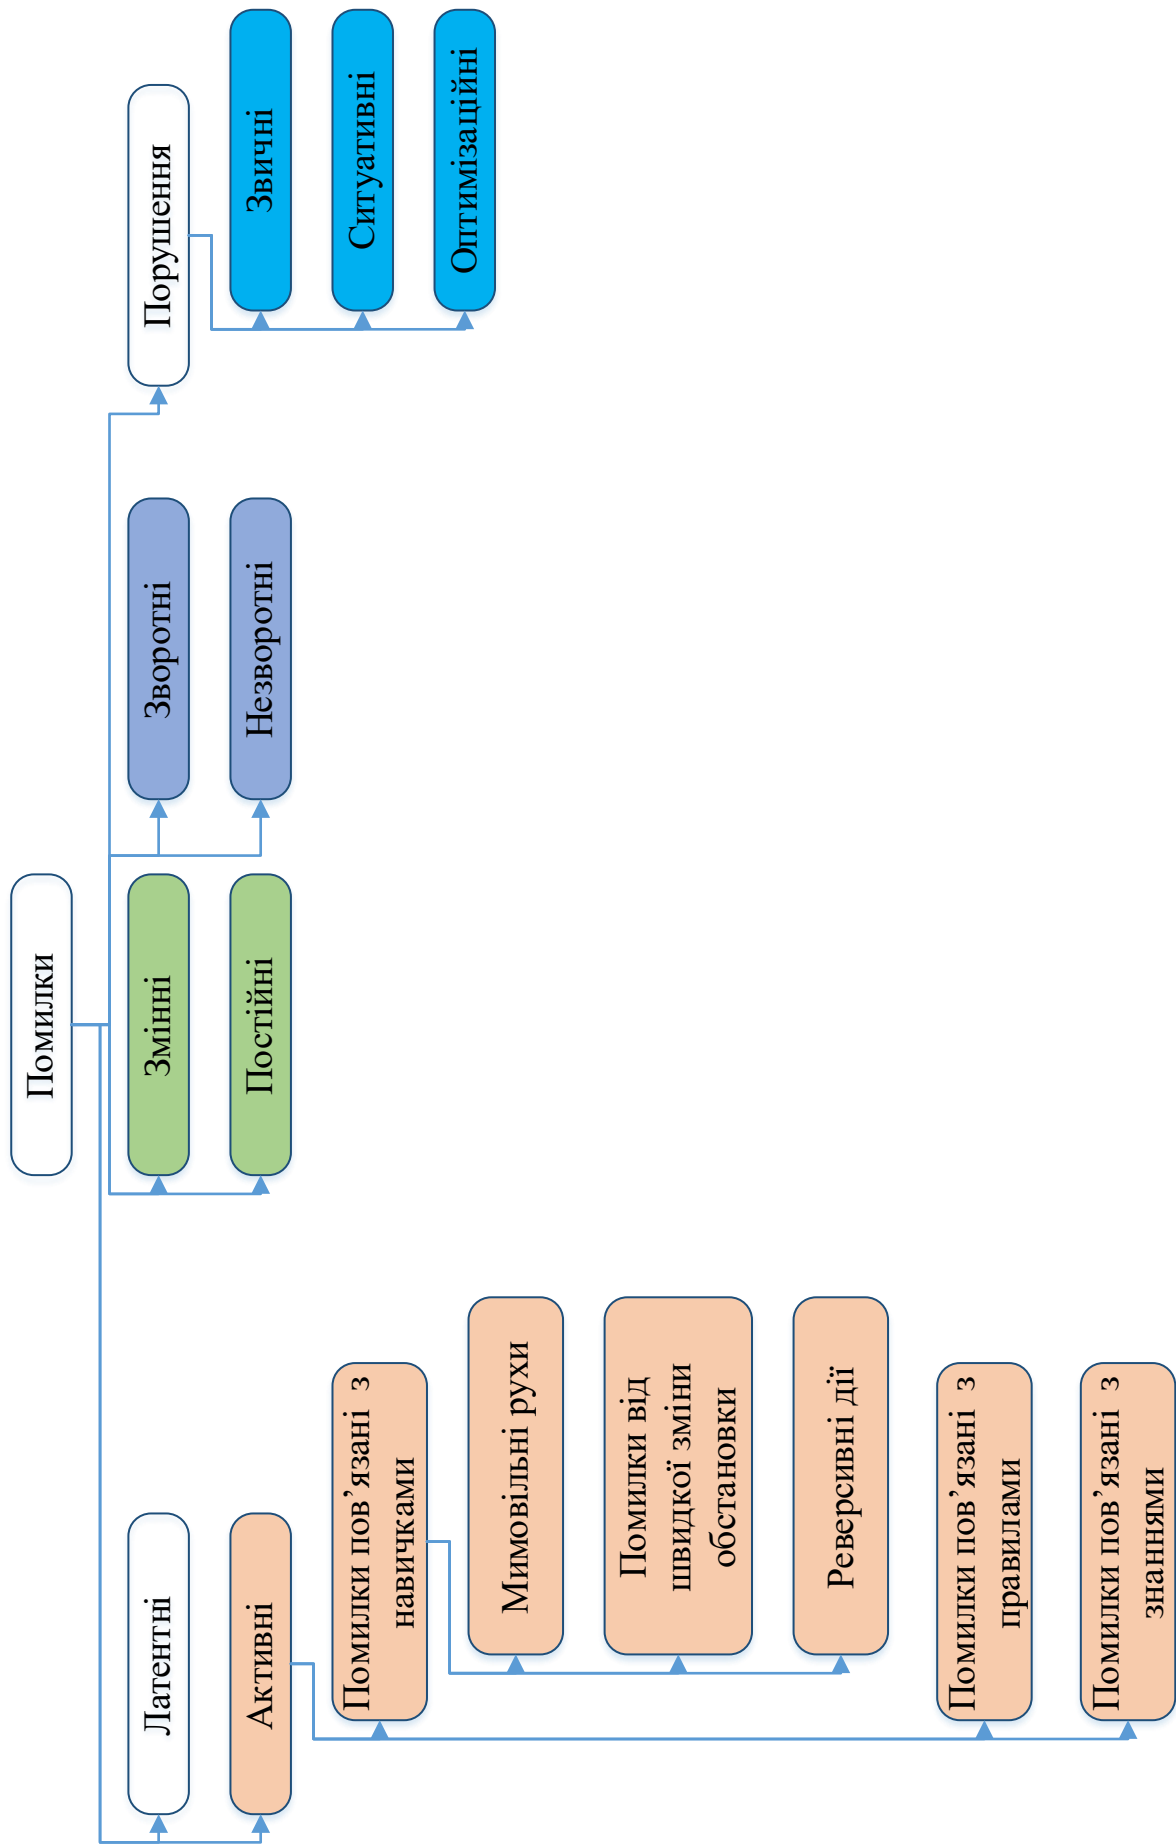 Помилки
Латентні
Активні
Помилки пов’язані з
навичками
Мимовільні рухи
Помилки від
швидкої зміни
обстановки
Реверсивні дії
Помилки пов’язані з
правилами
Помилки пов’язані з
знаннями
Змінні
Постійні
Зворотні
Незворотні
Порушення
Звичні
Ситуативні
Оптимізаційні